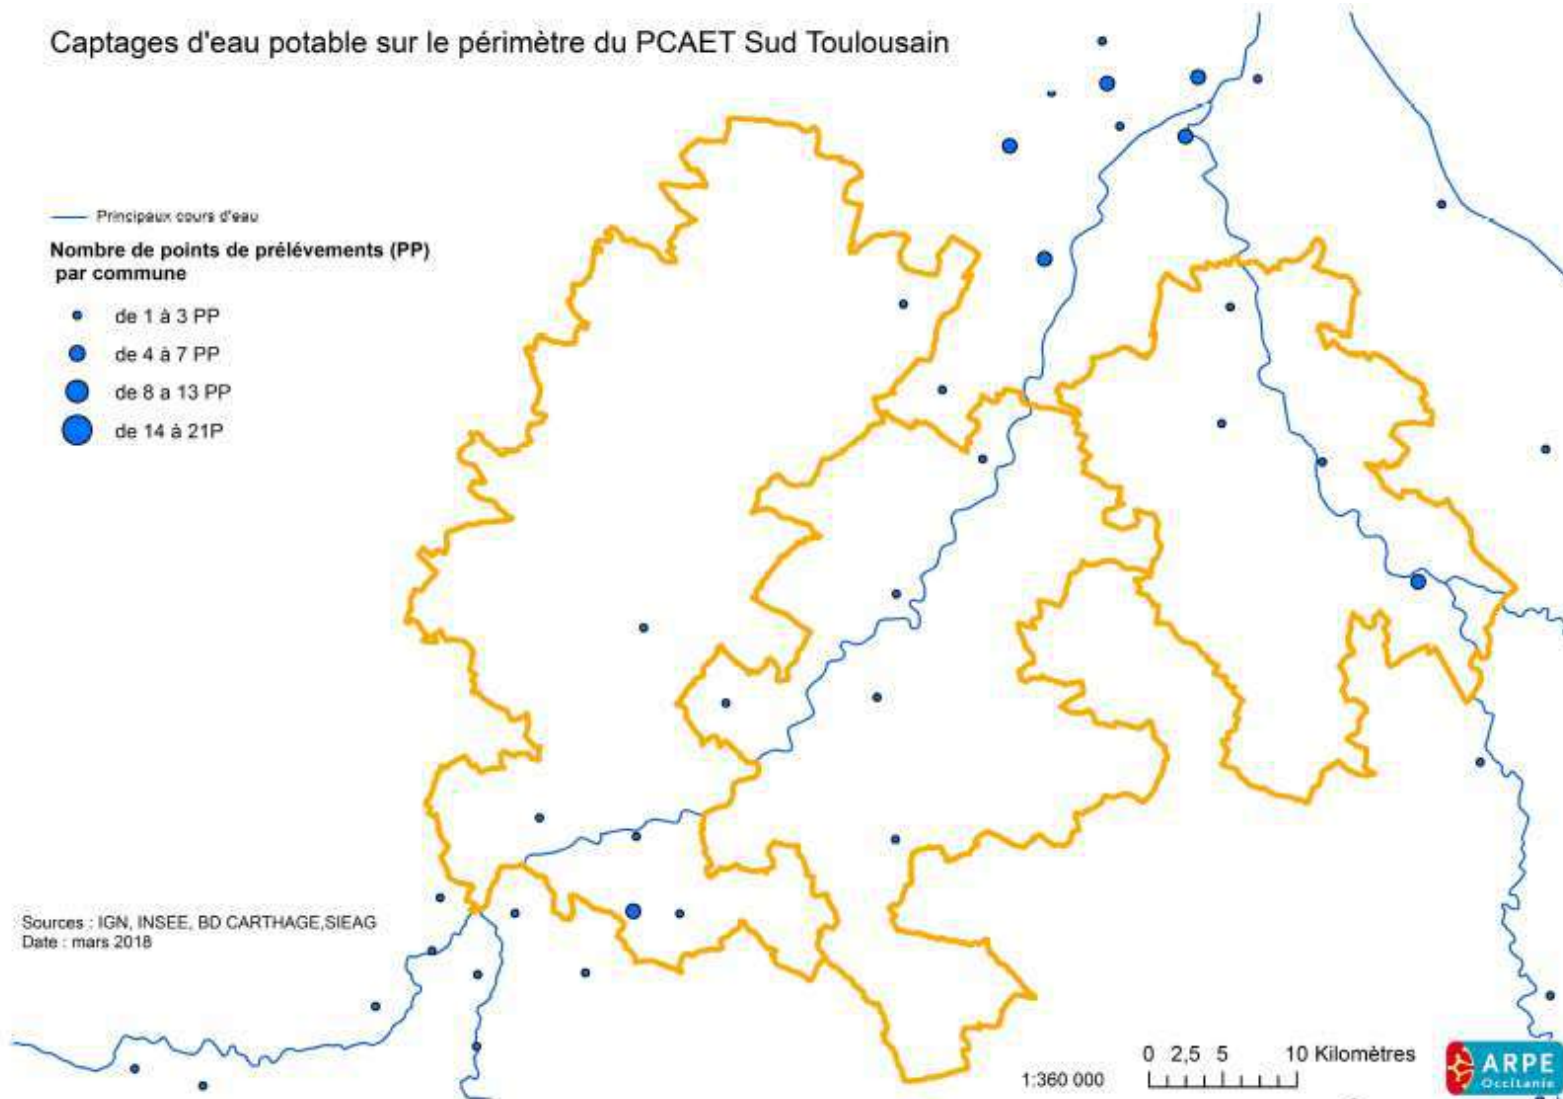 Captages d'eau potable sur le périmètre du PCAET Sud Toulousain
Principaux cours d'eau
Nombre de points de prélévements (PP)
par commune
de 1 à 3 PP
de 4 à 7 PP
de 8 a 13 PP
de 14 à 21P
Sources : IGN, INSEE, BD CARTHAGE,SIEAG
Date : mars 2018
0 2,5 5 10 Kilomètres
1:360 000
ARPE
Occitanie